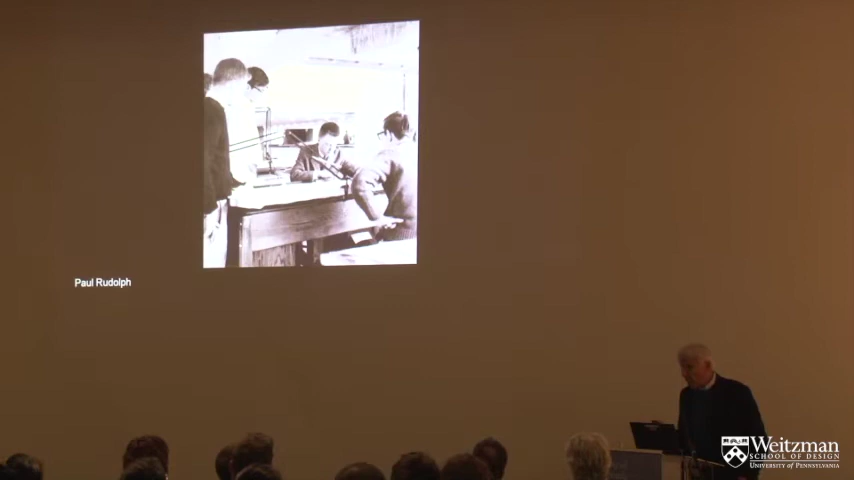 Paul Rudolph
Weitzman
SCHOOL OF DESIGN
UNIVERSITY OF PENNSYLVANIA